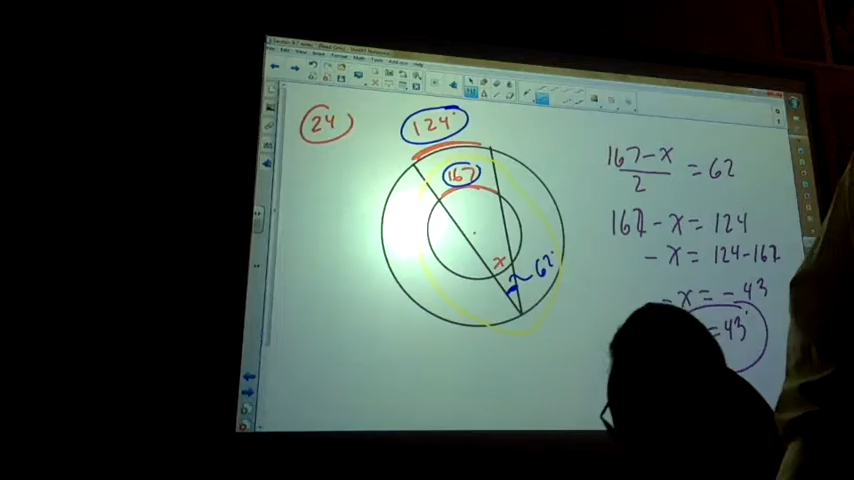 24
124°
167
x
62°
167-x
2
= 62
167 - x = 124
- x = 124-167
- x = - 43
= 43°